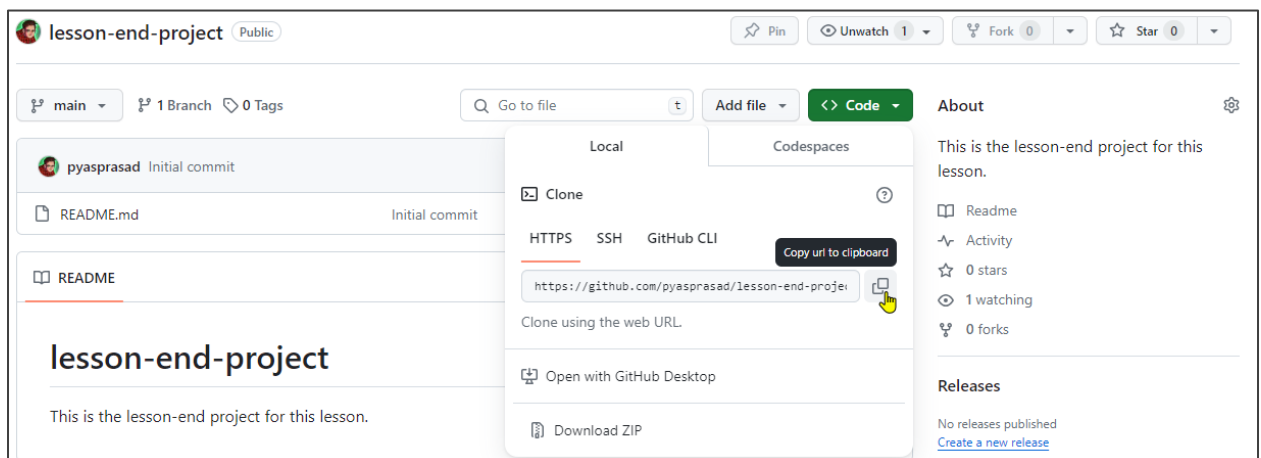 lesson-end-project Public
Pin
Unwatch 1
Fork 0
Star 0
main
1 Branch
0 Tags
Go to file
t
Add file
<> Code
pyasprasad Initial commit
README.md
Initial commit
README
lesson-end-project
This is the lesson-end project for this lesson.
Local
Codespaces
Clone
HTTPS
SSH
GitHub CLI
Copy url to clipboard
https://github.com/pyasprasad/lesson-end-proje
Clone using the web URL.
Open with GitHub Desktop
Download ZIP
About
This is the lesson-end project for this
lesson.
Readme
Activity
0 stars
1 watching
0 forks
Releases
No releases published
Create a new release